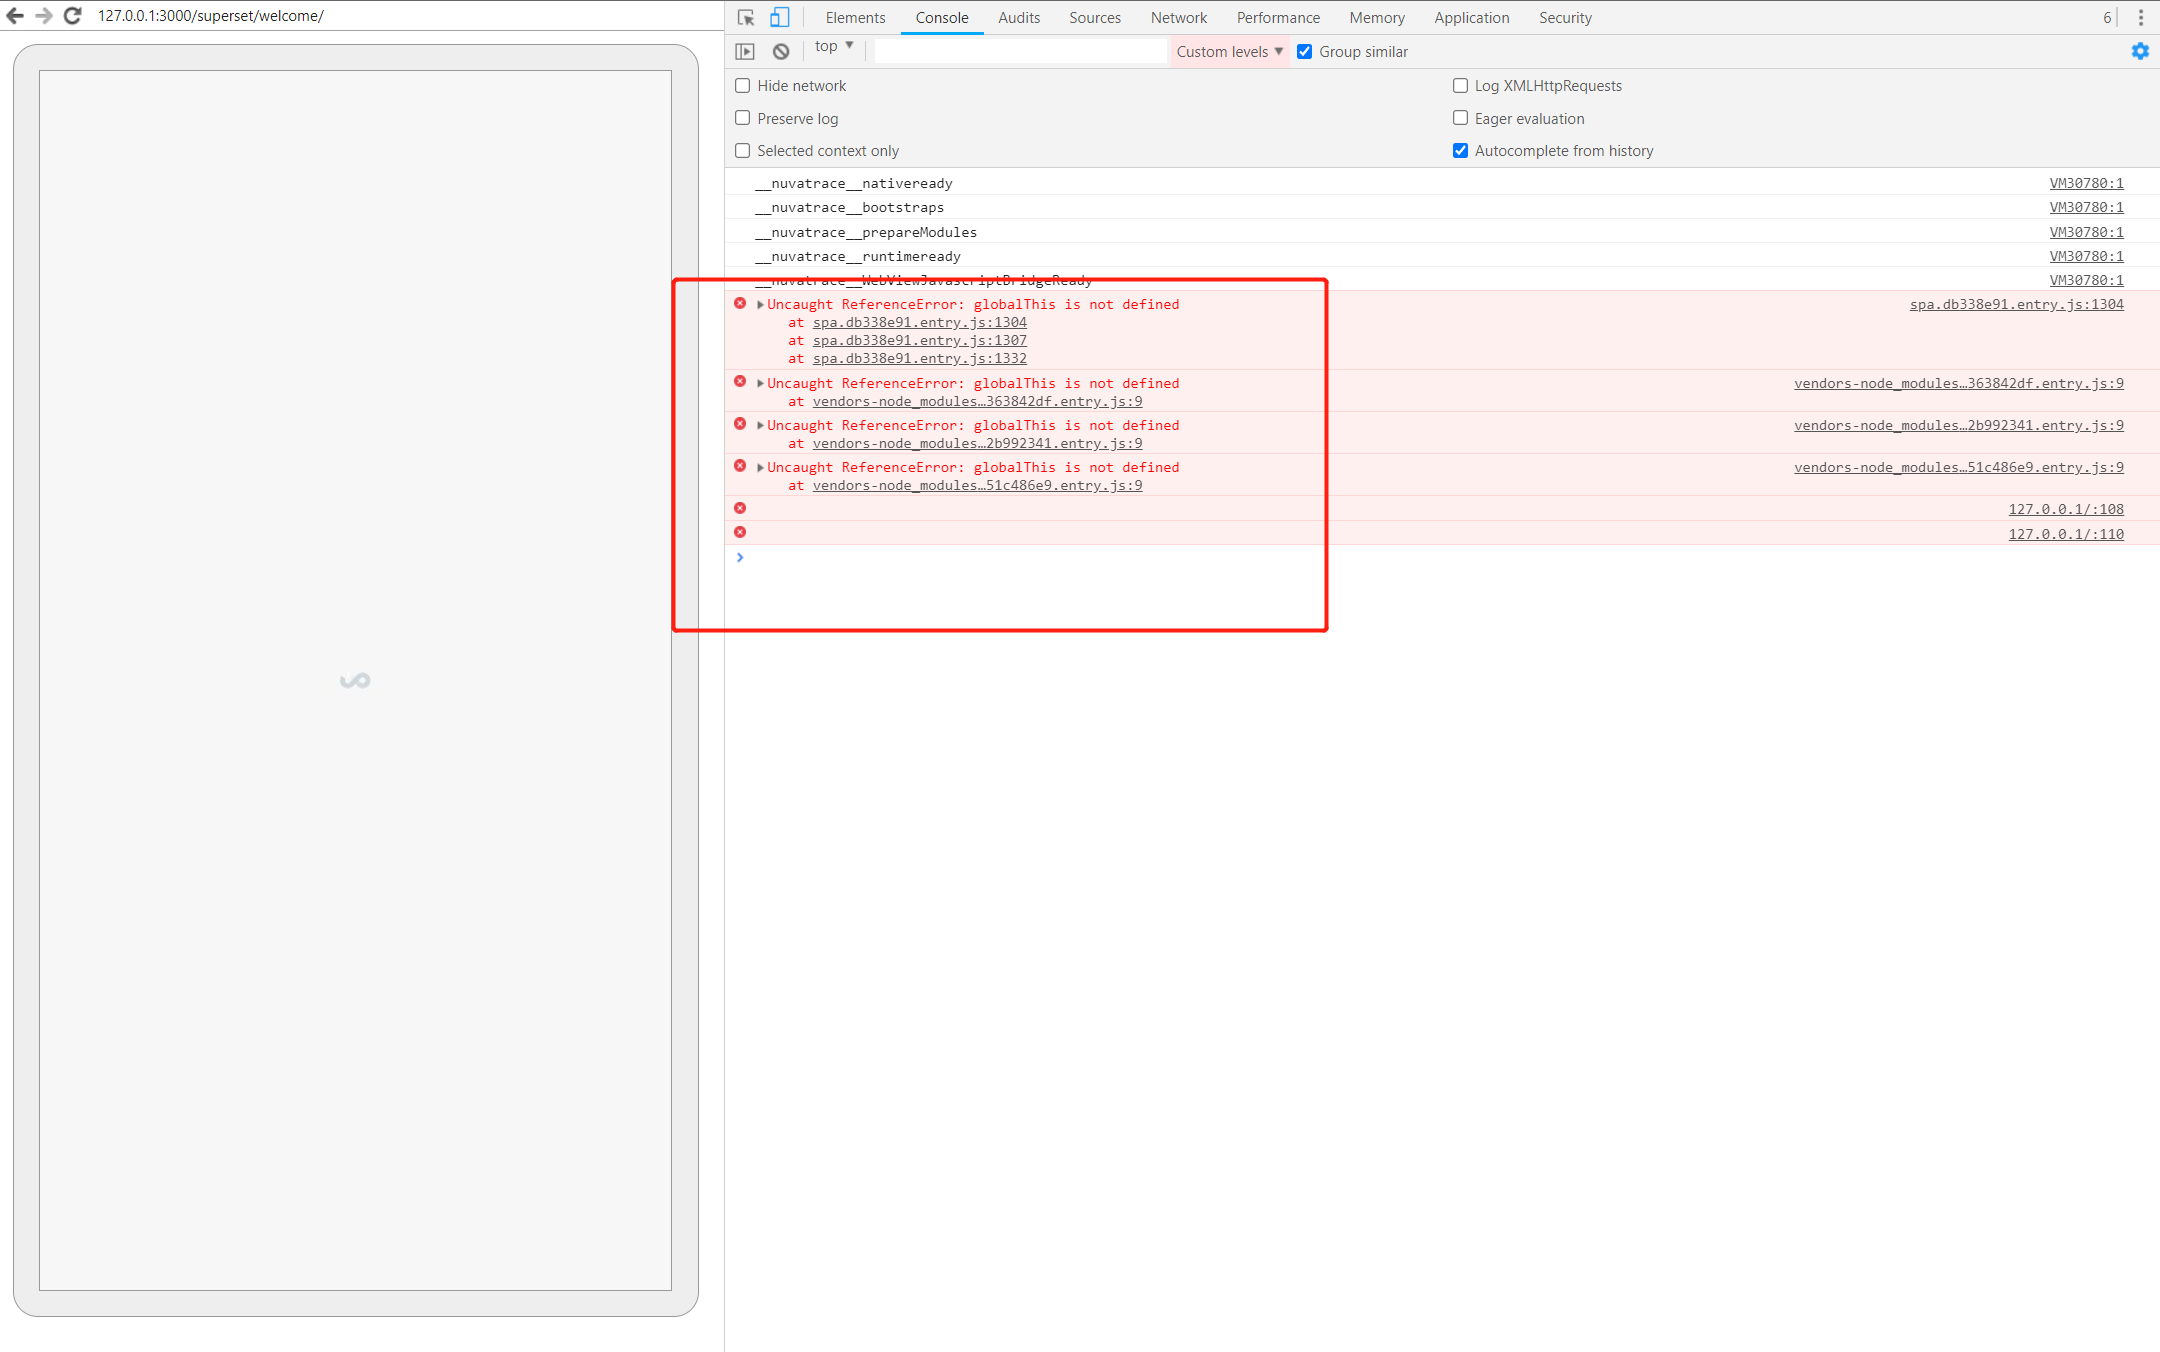 127.0.0.1:3000/superset/welcome/
Elements Console Audits Sources Network Performance Memory Application Security 6
top Custom levels Group similar
Hide network Log XMLHttpRequests
Preserve log Eager evaluation
Selected context only Autocomplete from history
__nuvatrace__nativeready VM30780:1
__nuvatrace__bootstraps VM30780:1
__nuvatrace__prepareModules VM30780:1
__nuvatrace__runtimeready VM30780:1
__nuvatrace__WebViewJavascriptBridgeReady VM30780:1
Uncaught ReferenceError: globalThis is not defined spa.db338e91.entry.js:1304
at spa.db338e91.entry.js:1304
at spa.db338e91.entry.js:1307
at spa.db338e91.entry.js:1332
Uncaught ReferenceError: globalThis is not defined vendors-node_modules…363842df.entry.js:9
at vendors-node_modules…363842df.entry.js:9
Uncaught ReferenceError: globalThis is not defined vendors-node_modules…2b992341.entry.js:9
at vendors-node_modules…2b992341.entry.js:9
Uncaught ReferenceError: globalThis is not defined vendors-node_modules…51c486e9.entry.js:9
at vendors-node_modules…51c486e9.entry.js:9
127.0.0.1/:108
127.0.0.1/:110